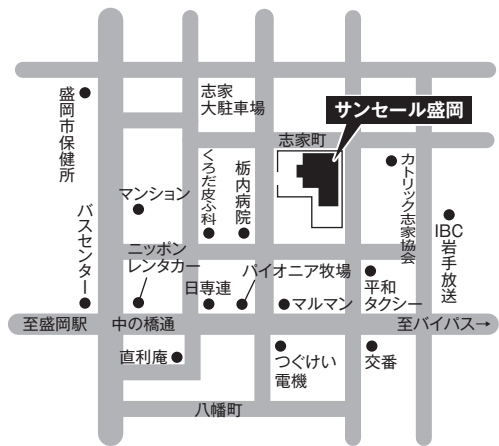 盛岡市保健所
志家
大駐車場
サンセール盛岡
志家町
くろだ皮ふ科
栃内病院
カトリック志家協会
マンション
バスセンター
ニッポン
レンタカー
IBC
岩手放送
日専連
パイオニア牧場
マルマン
平和
タクシー
至盛岡駅
中の橋通
至バイパス→
直利庵
つぐけい
電機
交番
八幡町